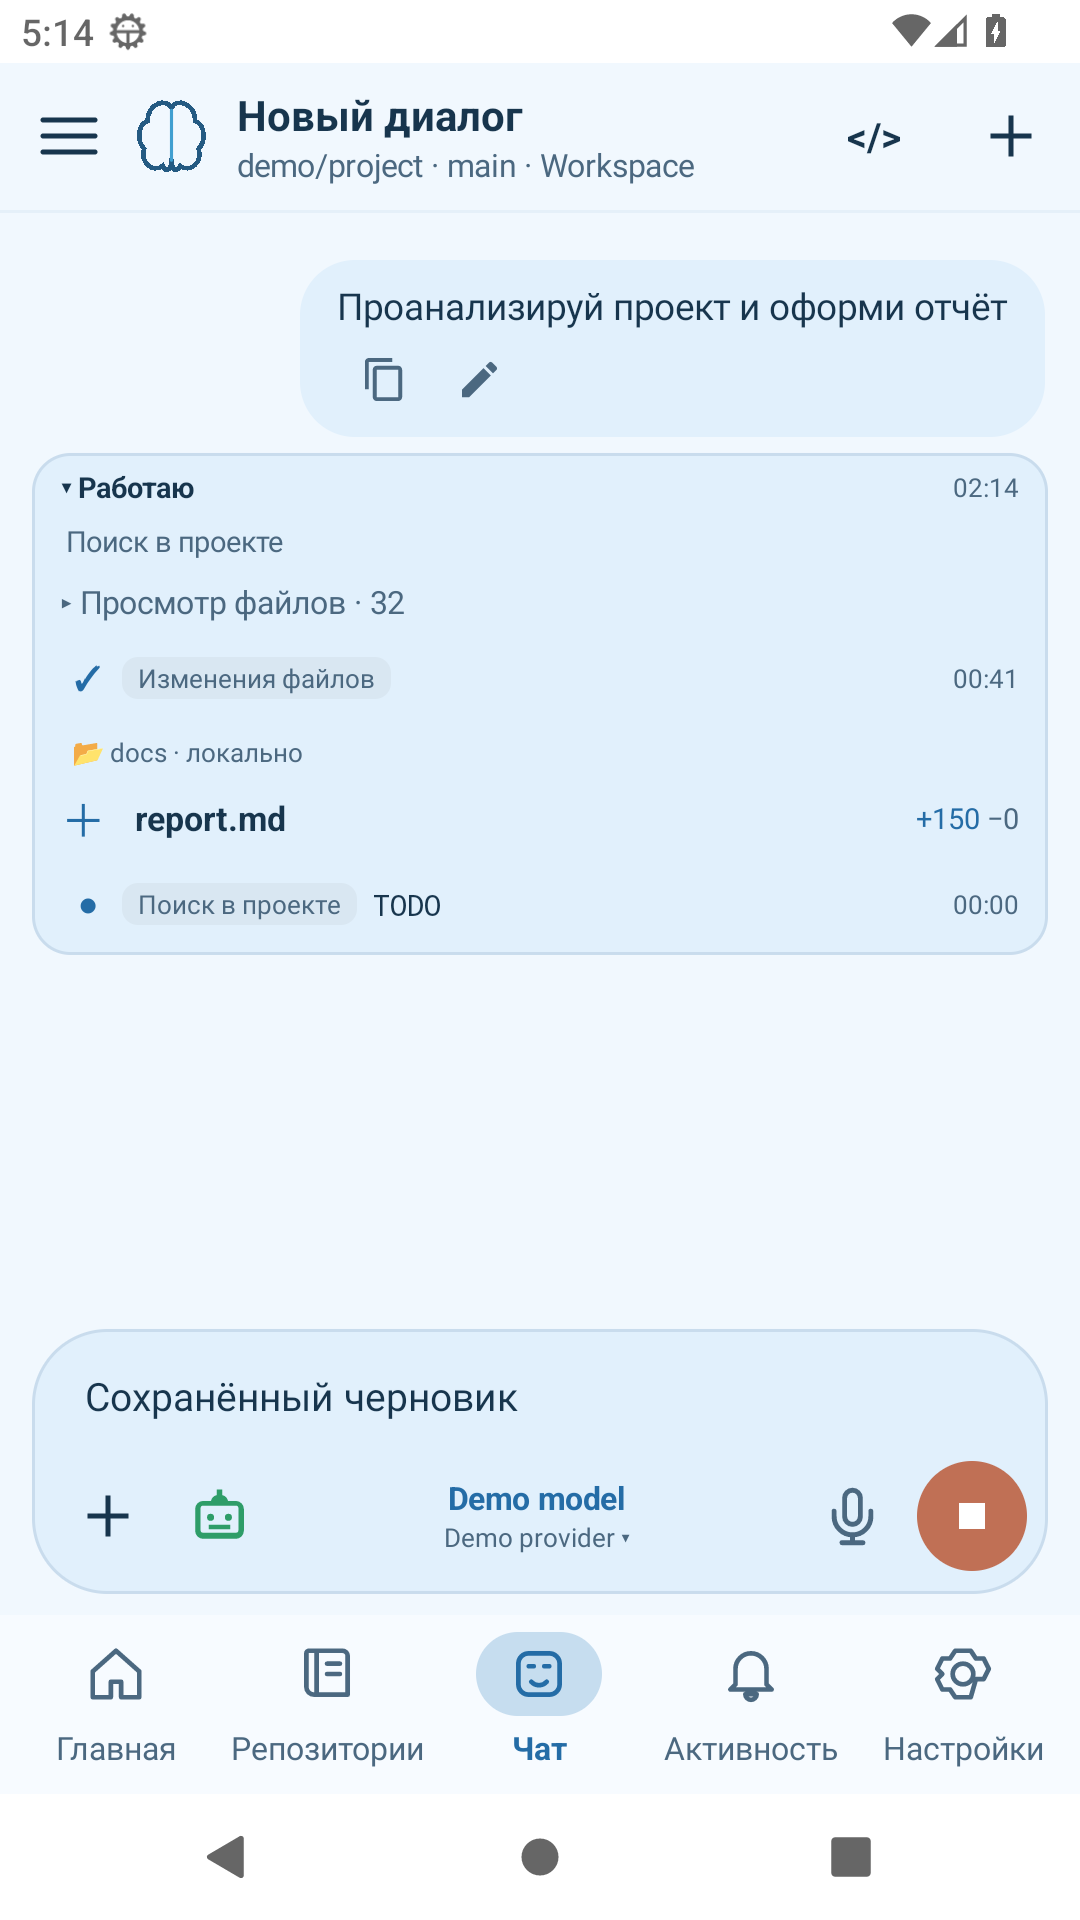 5:14
Новый диалог
demo/project · main · Workspace
</>
Проанализируй проект и оформи отчёт
▾ Работаю 02:14
Поиск в проекте
▸ Просмотр файлов · 32
✓ Изменения файлов 00:41
📂 docs · локально
+ report.md +150 −0
• Поиск в проекте TODO 00:00
Сохранённый черновик
Demo model
Demo provider ▾
Главная Репозитории Чат Активность Настройки